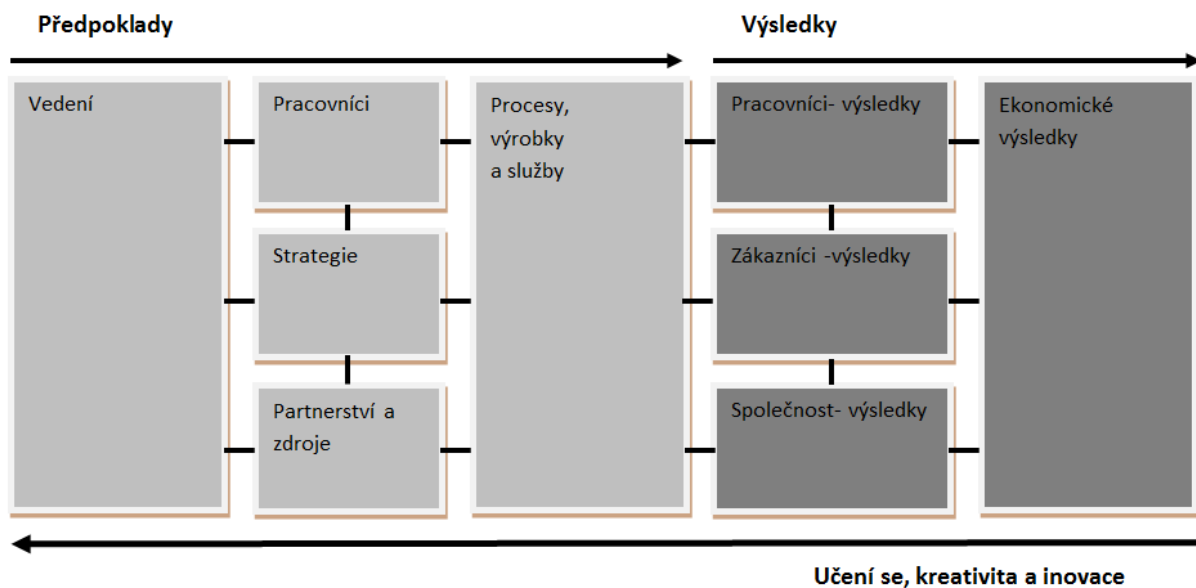 Předpoklady
Výsledky
Vedení
Pracovníci
Procesy,
výrobky
a služby
Pracovníci- výsledky
Ekonomické
výsledky
Strategie
Zákazníci -výsledky
Partnerství a
zdroje
Společnost- výsledky
Učení se, kreativita a inovace